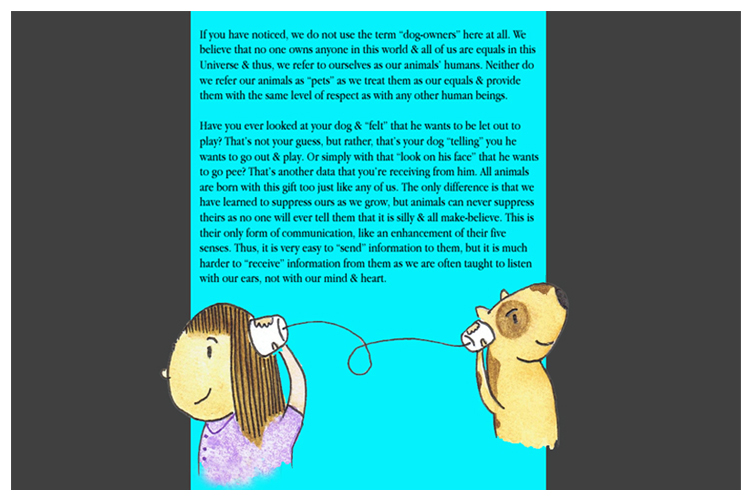 If you have noticed, we do not use the term “dog-owners” here at all. We
believe that no one owns anyone in this world & all of us are equals in this
Universe & thus, we refer to ourselves as our animals’ humans. Neither do
we refer our animals as “pets” as we treat them as our equals & provide
them with the same level of respect as with any other human beings.
Have you ever looked at your dog & “felt” that he wants to be let out to
play? That’s not your guess, but rather, that’s your dog “telling” you he
wants to go out & play. Or simply with that “look on his face” that he wants
to go pee? That’s another data that you’re receiving from him. All animals
are born with this gift too just like any of us. The only difference is that we
have learned to suppress ours as we grow, but animals can never suppress
theirs as no one will ever tell them that it is silly & all make-believe. This is
their only form of communication, like an enhancement of their five
senses. Thus, it is very easy to “send” information to them, but it is much
harder to “receive” information from them as we are often taught to listen
with our ears, not with our mind & heart.